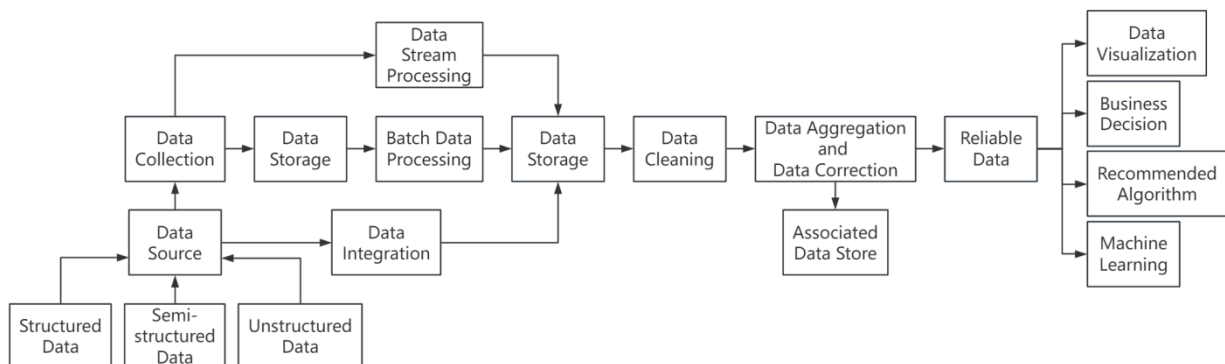 Data
Stream
Processing
Data
Visualization
Business
Decision
Data
Collection
Data
Storage
Batch Data
Processing
Data
Storage
Data
Cleaning
Data Aggregation
and
Data Correction
Reliable
Data
Recommended
Algorithm
Data
Source
Data
Integration
Associated
Data Store
Machine
Learning
Structured
Data
Semi-
structured
Data
Unstructured
Data